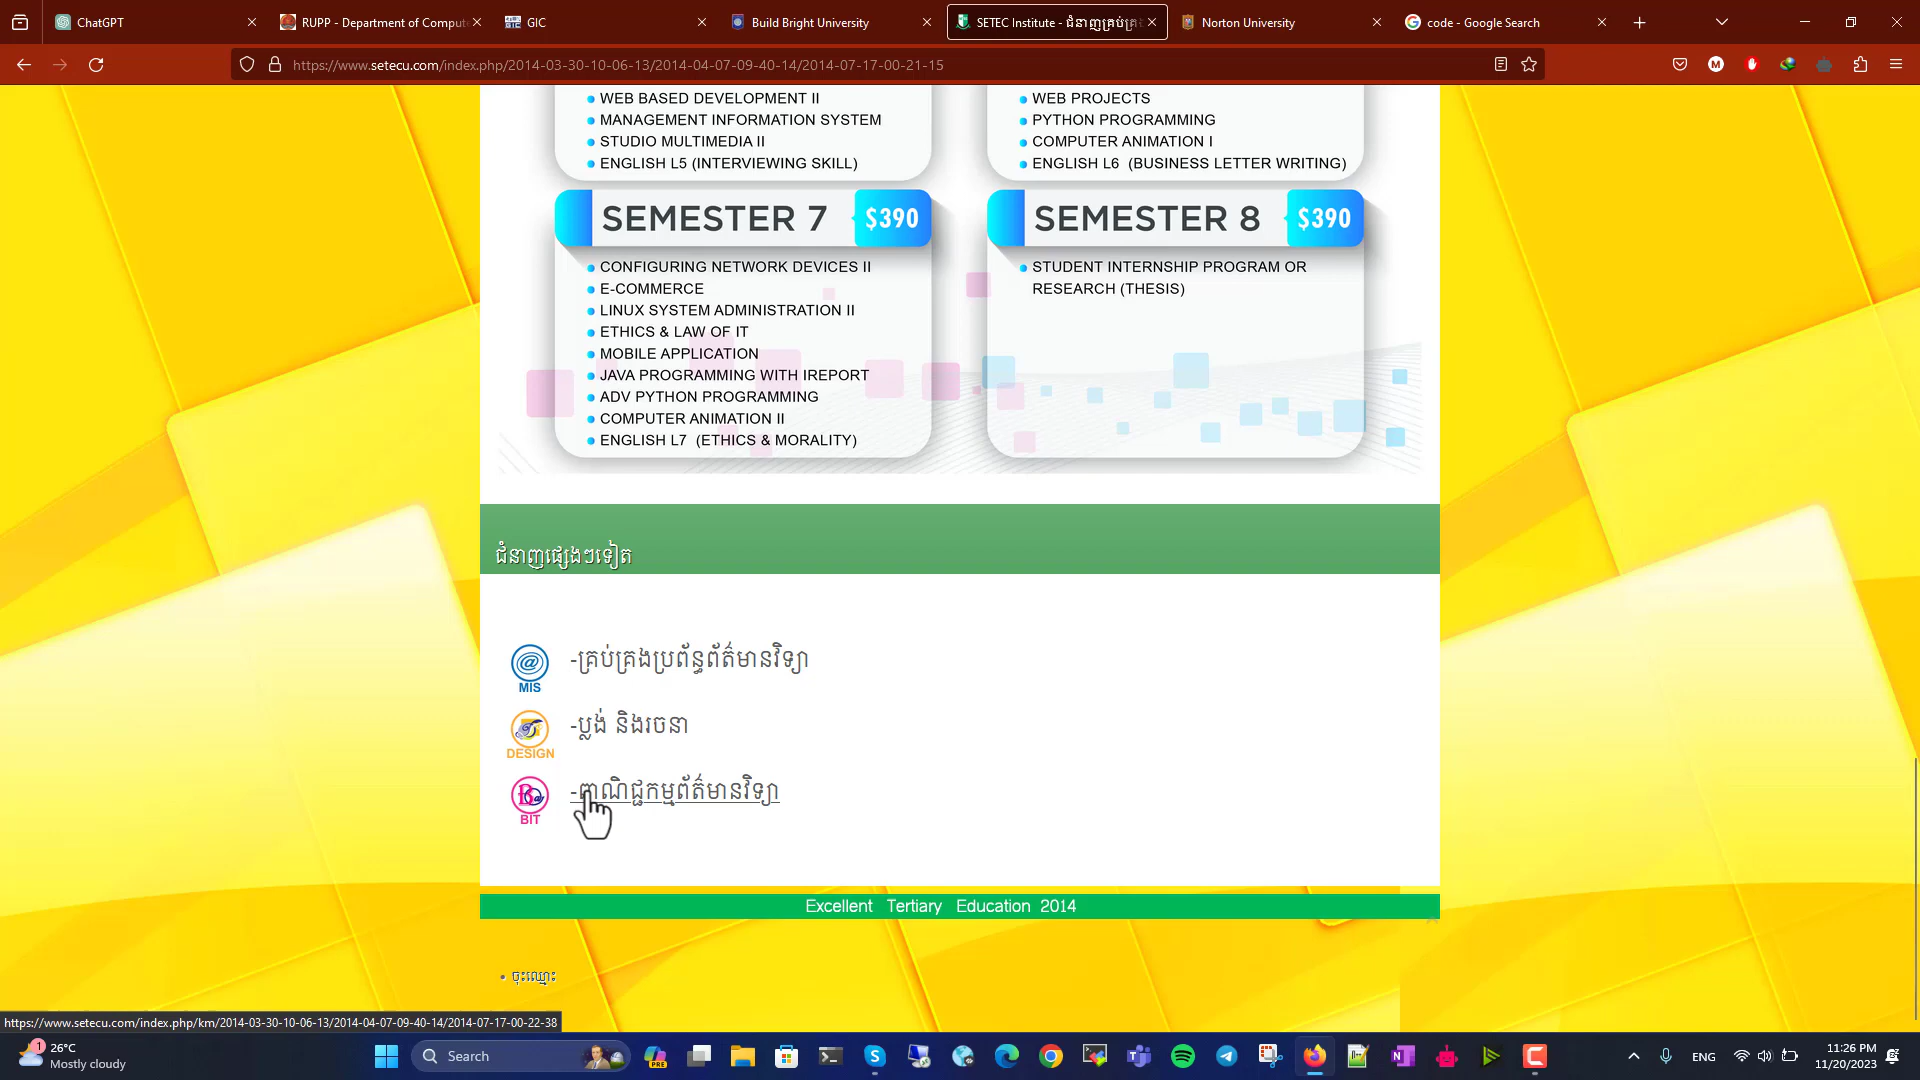 ChatGPT
RUPP - Department of Compute
GIC
Build Bright University
SETEC Institute - ជំនាញគ្រប់គ្រង
Norton University
code - Google Search
https://www.setecu.com/index.php/2014-03-30-10-06-13/2014-04-07-09-40-14/2014-07-17-00-21-15
WEB BASED DEVELOPMENT II
MANAGEMENT INFORMATION SYSTEM
STUDIO MULTIMEDIA II
ENGLISH L5 (INTERVIEWING SKILL)
WEB PROJECTS
PYTHON PROGRAMMING
COMPUTER ANIMATION I
ENGLISH L6 (BUSINESS LETTER WRITING)
SEMESTER 7 $390
CONFIGURING NETWORK DEVICES II
E-COMMERCE
LINUX SYSTEM ADMINISTRATION II
ETHICS & LAW OF IT
MOBILE APPLICATION
JAVA PROGRAMMING WITH IREPORT
ADV PYTHON PROGRAMMING
COMPUTER ANIMATION II
ENGLISH L7 (ETHICS & MORALITY)
SEMESTER 8 $390
STUDENT INTERNSHIP PROGRAM OR
RESEARCH (THESIS)
ជំនាញផ្សេងៗទៀត
MIS
-គ្រប់គ្រងប្រព័ន្ធព័ត៌មានវិទ្យា
DESIGN
-ប្លង់ និងរចនា
BIT
-ពាណិជ្ជកម្មព័ត៌មានវិទ្យា
Excellent Tertiary Education 2014
• ចុះឈ្មោះ
https://www.setecu.com/index.php/km/2014-03-30-10-06-13/2014-04-07-09-40-14/2014-07-17-00-22-38
1
26°C
Mostly cloudy
Search
PRE
ENG
11:26 PM
11/20/2023